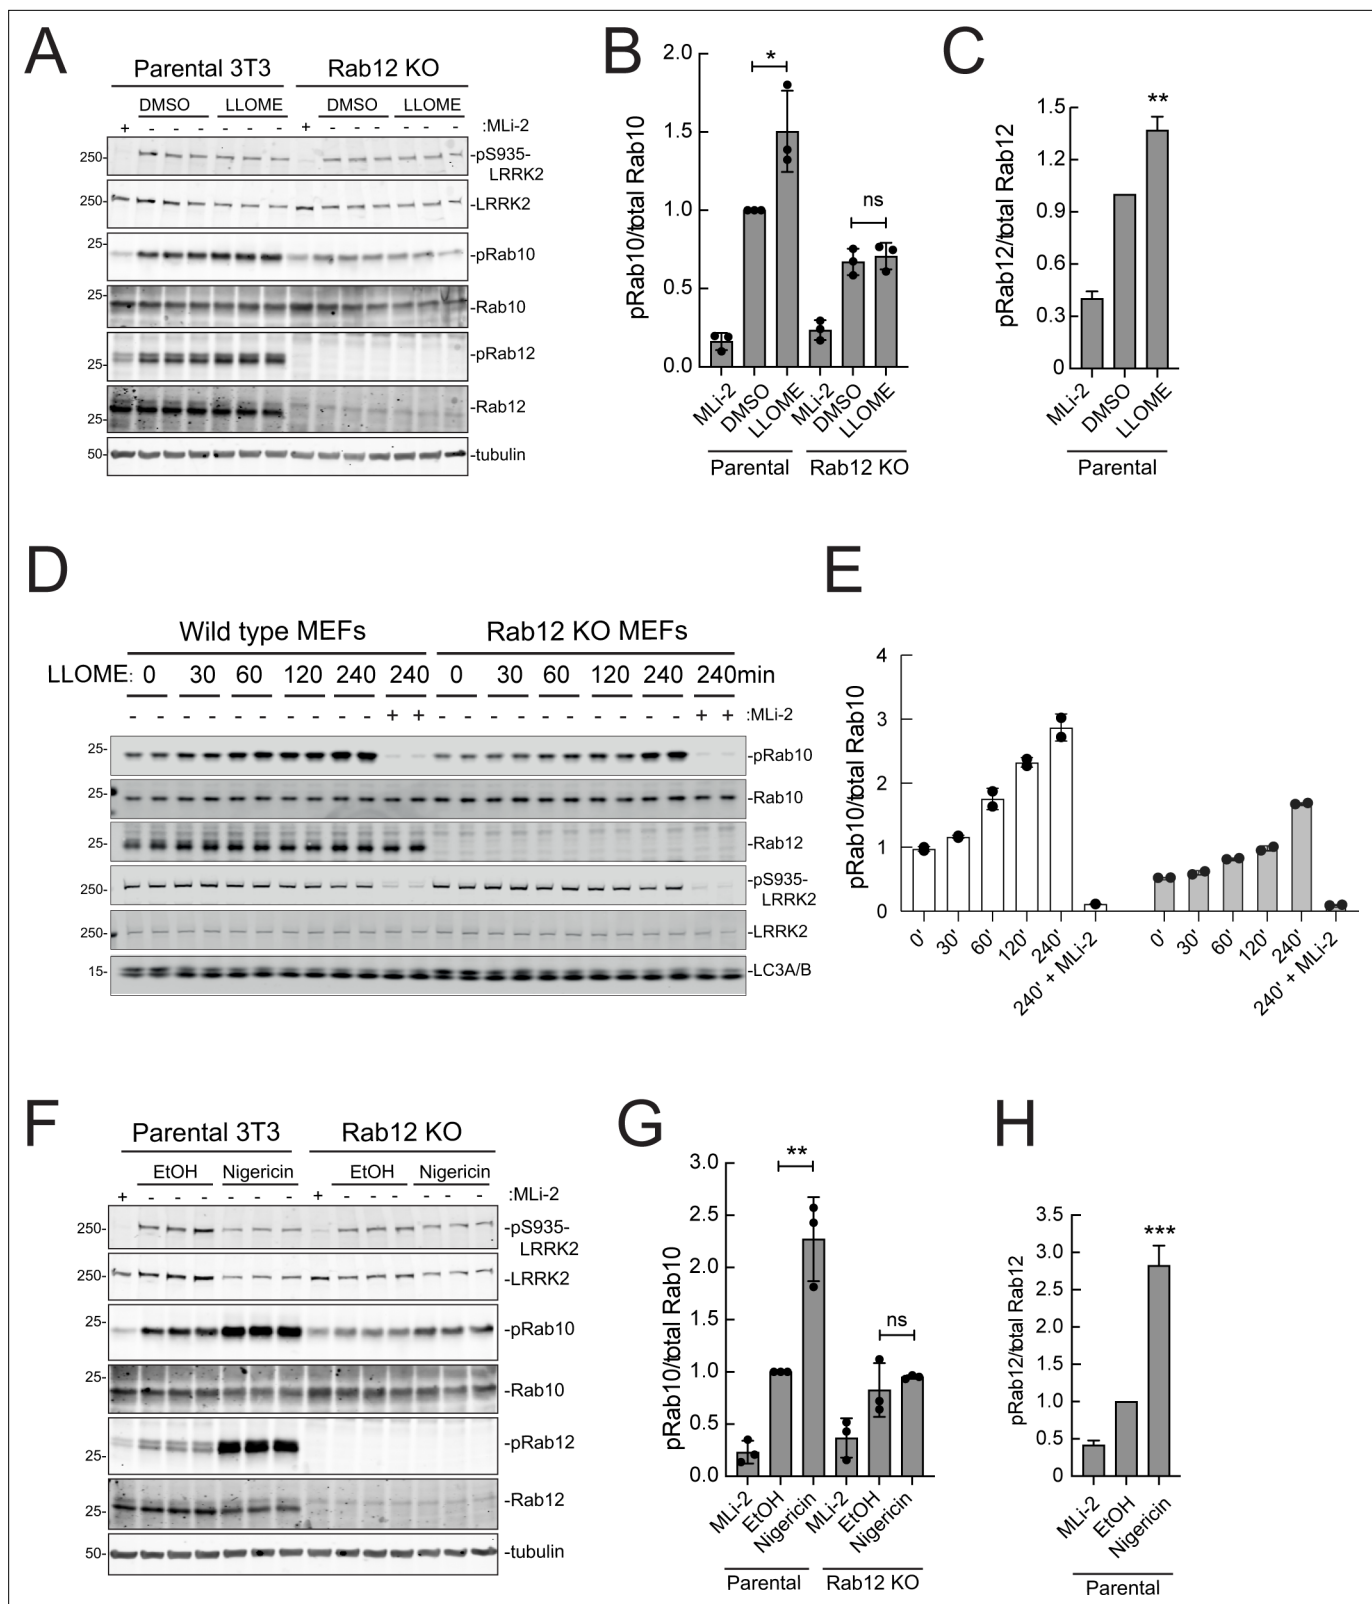 A
Parental 3T3 Rab12 KO
DMSO LLOME DMSO LLOME
+ - - - - - - + - - - - - - :MLi-2
250- -pS935-
LRRK2
250- -LRRK2
25- -pRab10
25- -Rab10
-pRab12
25-
-Rab12
25-
50- -tubulin
B
pRab10/total Rab10
2.0
1.5
1.0
0.5
0.0
*
ns
MLi-2 DMSO LLOME MLi-2 DMSO LLOME
Parental Rab12 KO
C
pRab12/total Rab12
1.5
1.2
0.9
0.6
0.3
0
**
MLi-2 DMSO LLOME
Parental
D
Wild type MEFs Rab12 KO MEFs
LLOME: 0 30 60 120 240 240 0 30 60 120 240 240min
- - - - - - - - - - + + - - - - - - - - - - + + :MLi-2
25- -pRab10
25- -Rab10
25- -Rab12
250- -pS935-
LRRK2
250- -LRRK2
15- -LC3A/B
E
pRab10/total Rab10
4
3
2
1
0
0' 30' 60' 120' 240' 240' + MLi-2 0' 30' 60' 120' 240' 240' + MLi-2
F
Parental 3T3 Rab12 KO
EtOH Nigericin EtOH Nigericin
+ - - - - - - + - - - - - - :MLi-2
250- -pS935-
LRRK2
250- -LRRK2
25- -pRab10
25- -Rab10
-pRab12
25-
-Rab12
25-
50- -tubulin
G
pRab10/total Rab10
3.0
2.5
2.0
1.5
1.0
0.5
0.0
**
ns
MLi-2 EtOH Nigericin MLi-2 EtOH Nigericin
Parental Rab12 KO
H
pRab12/total Rab12
3.5
3.0
2.5
2.0
1.5
1.0
0.5
0
***
MLi-2 EtOH Nigericin
Parental